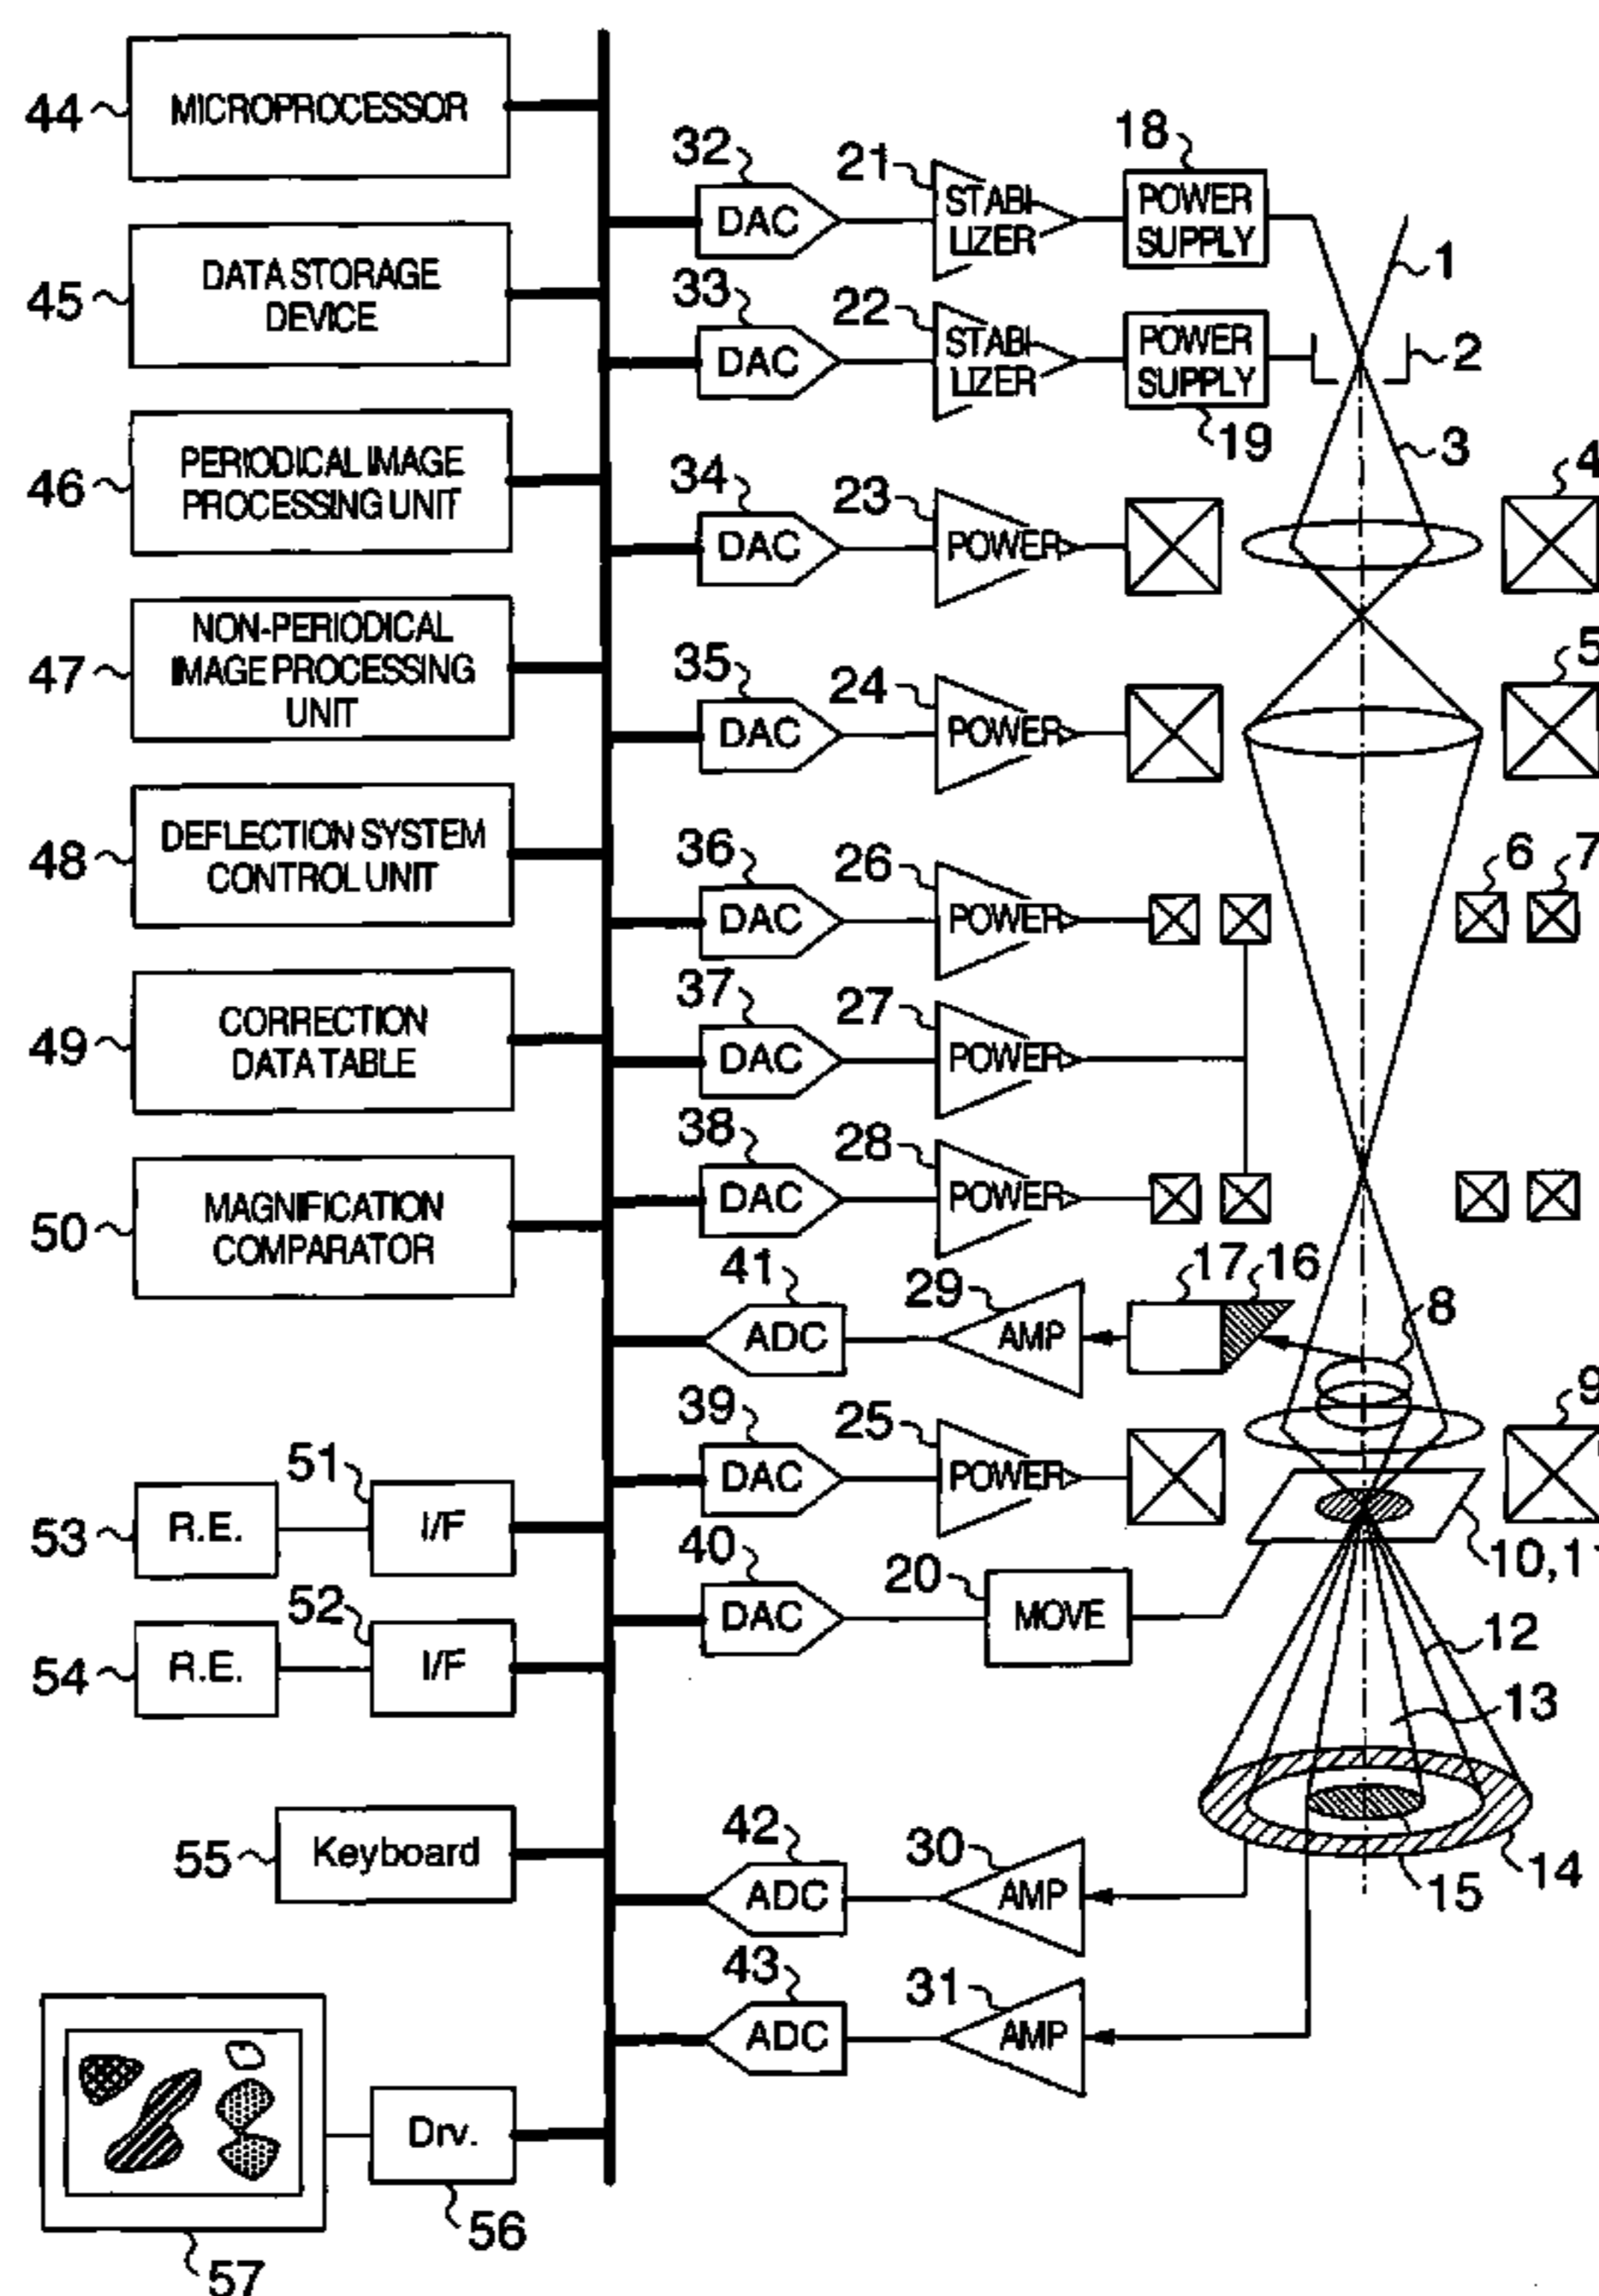 44
MICROPROCESSOR
45
DATA STORAGE
DEVICE
46
PERIODICAL IMAGE
PROCESSING UNIT
47
NON-PERIODICAL
IMAGE PROCESSING
UNIT
48
DEFLECTION SYSTEM
CONTROL UNIT
49
CORRECTION
DATA TABLE
50
MAGNIFICATION
COMPARATOR
53
R.E.
51
I/F
54
R.E.
52
I/F
55
Keyboard
57
Drv.
56
32
DAC
21
STABI
LIZER
18
POWER
SUPPLY
1
33
DAC
22
STABI
LIZER
POWER
SUPPLY
19
2
3
34
DAC
23
POWER
4
35
DAC
24
POWER
5
36
DAC
26
POWER
6
7
37
DAC
27
POWER
38
DAC
28
POWER
41
ADC
29
AMP
17
16
8
39
DAC
25
POWER
9
10, 11
40
DAC
20
MOVE
12
13
14
15
42
ADC
30
AMP
43
ADC
31
AMP